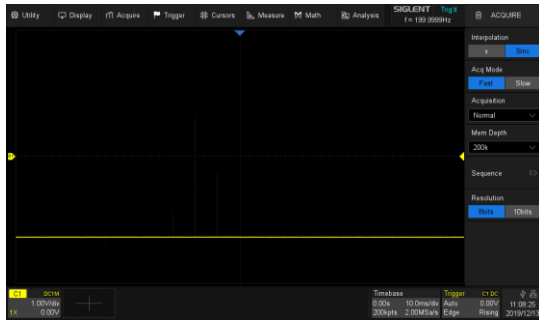 Utility Display Acquire Trigger Cursors Measure Math Analysis SIGLENT Trig'd ACQUIRE
f = 199.9999Hz
Interpolation
x Sinc
Acq Mode
Fast Slow
Acquisition
Normal
Mem Depth
200k
Sequence
Resolution
8bits 10bits
C1 DC1M
1.00V/div
1X 0.00V
Timebase
0.00s 10.0ms/div
200kpts 2.00MSa/s
Trigger C1 DC
Auto 0.00V
Edge Rising
11:08:25
2019/12/13